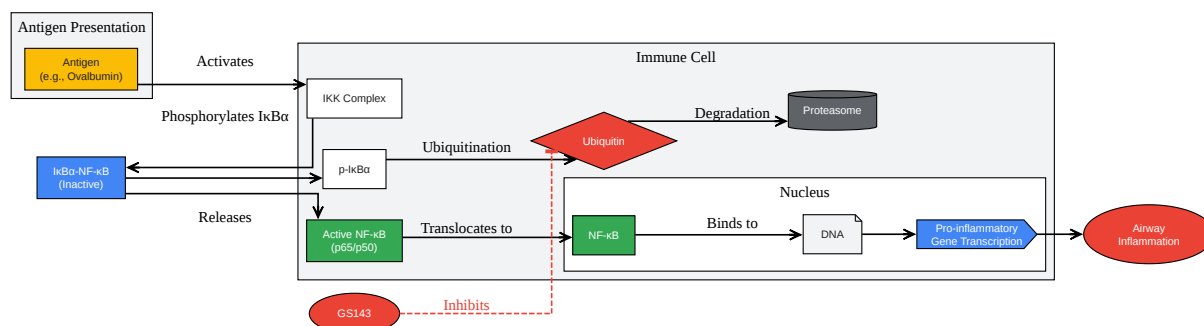 Antigen Presentation
Antigen
(e.g., Ovalbumin)
Activates
Immune Cell
IKK Complex
Phosphorylates IκBα
IκBα-NF-κB
(Inactive)
p-IκBα
Ubiquitination
Ubiquitin
Degradation
Proteasome
Releases
Active NF-κB
(p65/p50)
Translocates to
Nucleus
NF-κB
Binds to
DNA
Pro-inflammatory
Gene Transcription
Airway
Inflammation
GS143
Inhibits